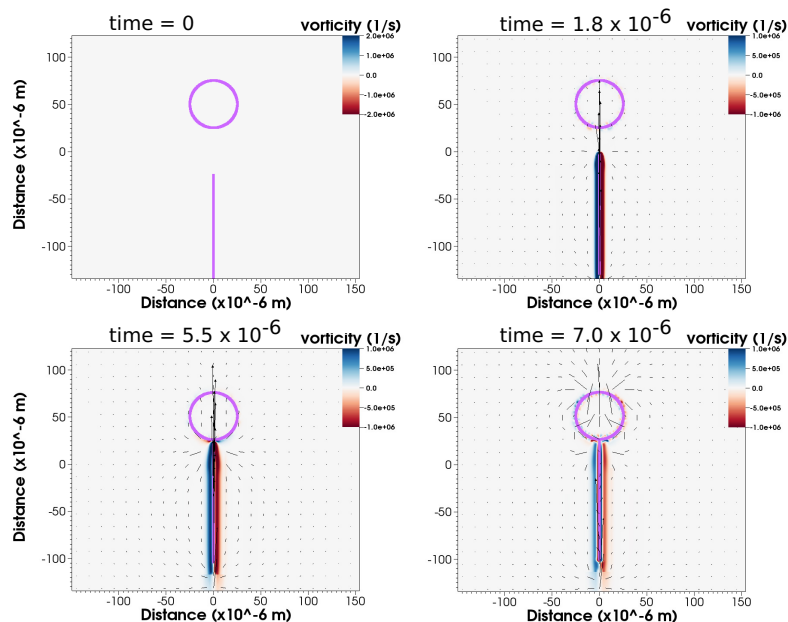 time = 0 vorticity (1/s)
2.0e+06
1.0e+06
0.0
-1.0e+06
-2.0e+06
100
50
0
-50
-100
Distance (x10^-6 m)
-100 -50 0 50 100 150
Distance (x10^-6 m)
time = 1.8 x 10-6 vorticity (1/s)
1.0e+06
5.0e+05
0.0
-5.0e+05
-1.0e+06
100
50
0
-50
-100
-100 -50 0 50 100 150
Distance (x10^-6 m)
time = 5.5 x 10-6 vorticity (1/s)
1.0e+06
5.0e+05
0.0
-5.0e+05
-1.0e+06
100
50
0
-50
-100
Distance (x10^-6 m)
-100 -50 0 50 100 150
Distance (x10^-6 m)
time = 7.0 x 10-6 vorticity (1/s)
1.0e+06
5.0e+05
0.0
-5.0e+05
-1.0e+06
100
50
0
-50
-100
-100 -50 0 50 100 150
Distance (x10^-6 m)